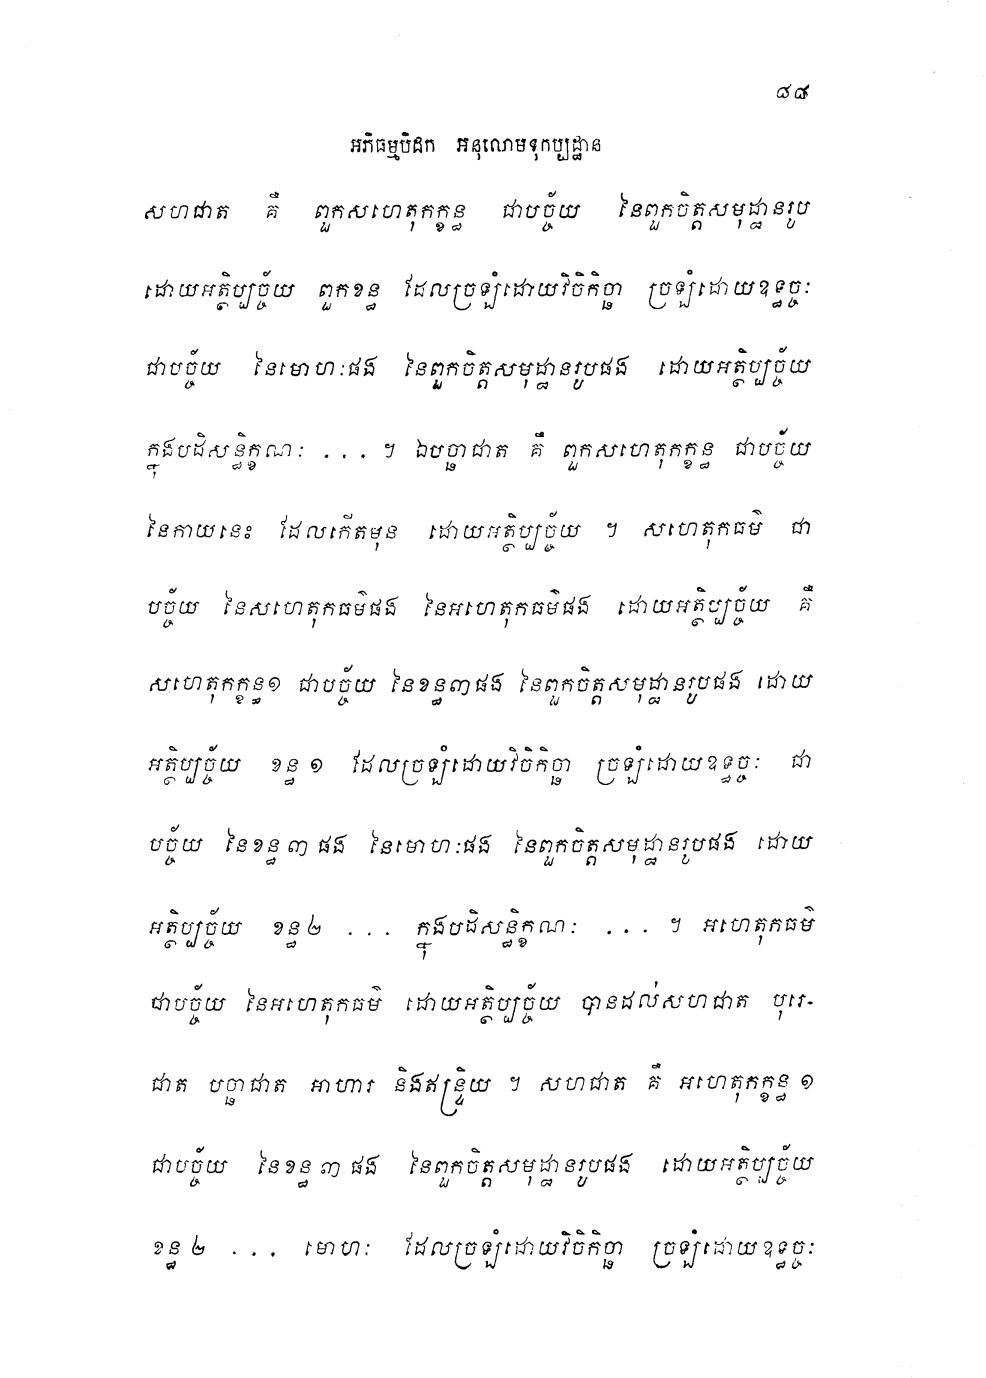 ៨៨
អភិធម្មបិដក អនុលោមទុកប្បដ្ឋាន
សហជាត គឺ ពួកសហេតុកក្ខន្ធ ជាបច្ច័យ នៃពួកចិត្តសមុដ្ឋានរូប
ដោយអត្ថិប្បច្ច័យ ពួកខន្ធ ដែលច្រឡំដោយវិចិកិច្ឆា ច្រឡំដោយឧទ្ធច្ចៈ
ជាបច្ច័យ នៃមោហៈផង នៃពួកចិត្តសមុដ្ឋានរូបផង ដោយអត្ថិប្បច្ច័យ
ក្នុងបដិសន្ធិក្ខណៈ ... ។ ឯបច្ឆាជាត គឺ ពួកសហេតុកក្ខន្ធ ជាបច្ច័យ
នៃកាយនេះ ដែលកើតមុន ដោយអត្ថិប្បច្ច័យ ។ សហេតុកធម៌ ជា
បច្ច័យ នៃសហេតុកធម៌ផង នៃអហេតុកធម៌ផង ដោយអត្ថិប្បច្ច័យ គឺ
សហេតុកក្ខន្ធ១ ជាបច្ច័យ នៃខន្ធ៣ផង នៃពួកចិត្តសមុដ្ឋានរូបផង ដោយ
អត្ថិប្បច្ច័យ ខន្ធ ១ ដែលច្រឡំដោយវិចិកិច្ឆា ច្រឡំដោយឧទ្ធច្ចៈ ជា
បច្ច័យ នៃខន្ធ ៣ ផង នៃមោហៈផង នៃពួកចិត្តសមុដ្ឋានរូបផង ដោយ
អត្ថិប្បច្ច័យ ខន្ធ ២ ... ក្នុងបដិសន្ធិក្ខណៈ ... ។ អហេតុកធម៌
ជាបច្ច័យ នៃអហេតុកធម៌ ដោយអត្ថិប្បច្ច័យ បានដល់សហជាត បុរេ-
ជាត បច្ឆាជាត អាហារ និងឥន្ទ្រិយ ។ សហជាត គឺ អហេតុកក្ខន្ធ ១
ជាបច្ច័យ នៃខន្ធ ៣ ផង នៃពួកចិត្តសមុដ្ឋានរូបផង ដោយអត្ថិប្បច្ច័យ
ខន្ធ ២ ... មោហៈ ដែលច្រឡំដោយវិចិកិច្ឆា ច្រឡំដោយឧទ្ធច្ចៈ